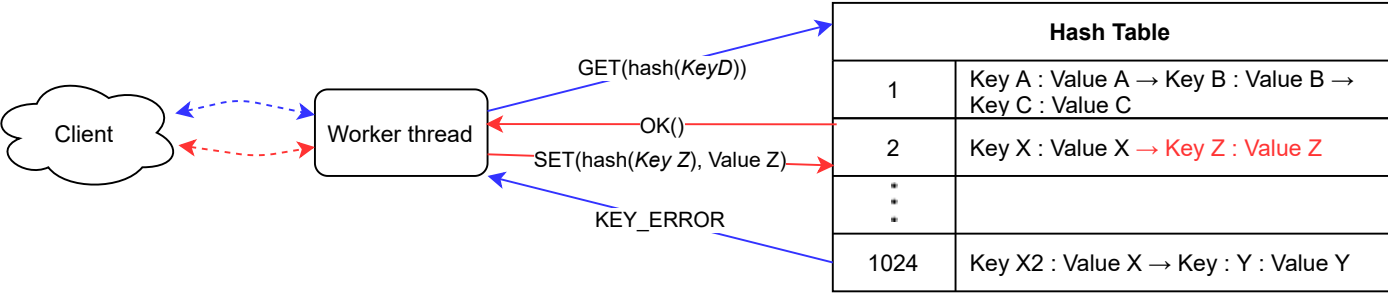 Hash Table
GET(hash(KeyD))
1
Key A : Value A → Key B : Value B →
Key C : Value C
Client
Worker thread
OK()
2
Key X : Value X → Key Z : Value Z
SET(hash(Key Z), Value Z)
KEY_ERROR
1024
Key X2 : Value X → Key : Y : Value Y